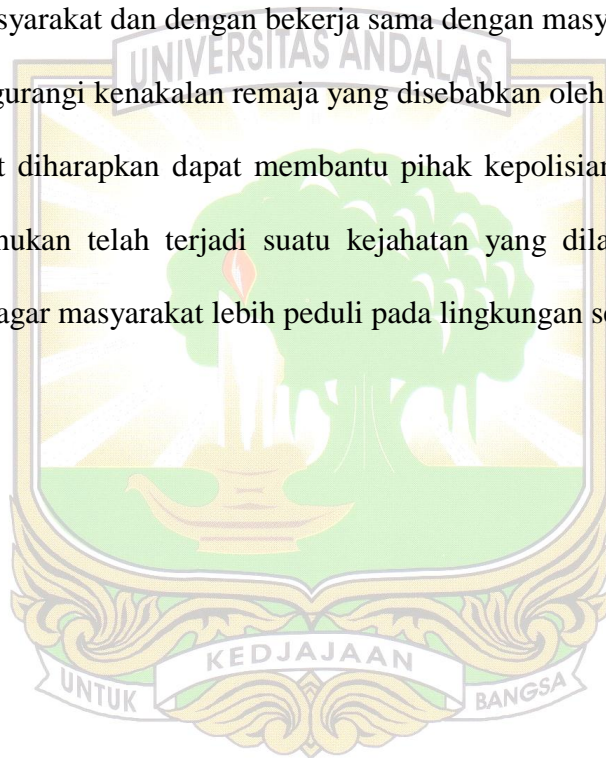 syarakat dan dengan bekerja sama dengan masy
UNIVERSITAS ANDALAS
gurangi kenakalan remaja yang disebabkan oleh
t diharapkan dapat membantu pihak kepolisian
nukan telah terjadi suatu kejahatan yang dila
agar masyarakat lebih peduli pada lingkungan se
KEDJAJAAN
UNTUK
BANGSA